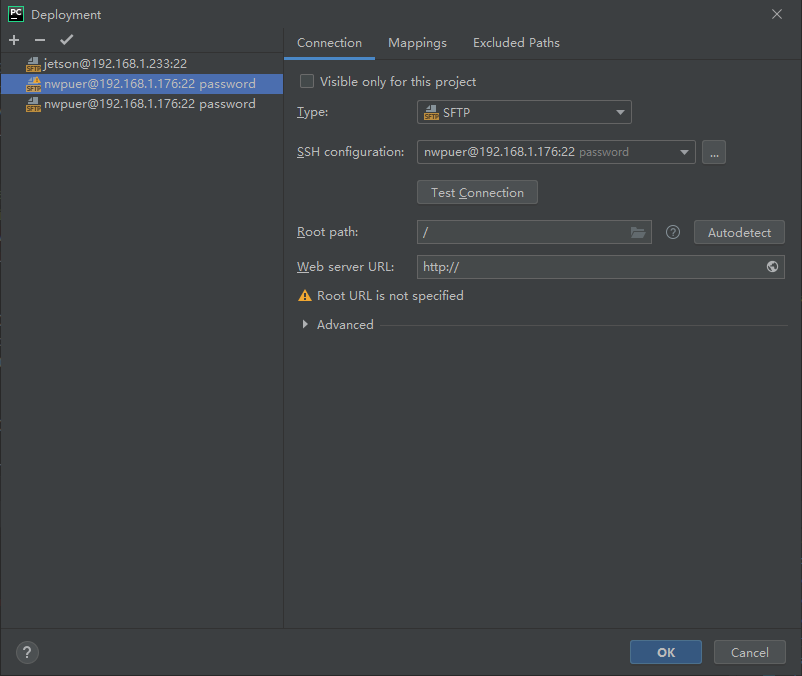 PC Deployment
jetson@192.168.1.233:22
nwpuer@192.168.1.176:22 password
nwpuer@192.168.1.176:22 password
Connection Mappings Excluded Paths
Visible only for this project
Type: SFTP
SSH configuration: nwpuer@192.168.1.176:22 password ...
Test Connection
Root path: / ? Autodetect
Web server URL: http://
Root URL is not specified
Advanced
? OK Cancel